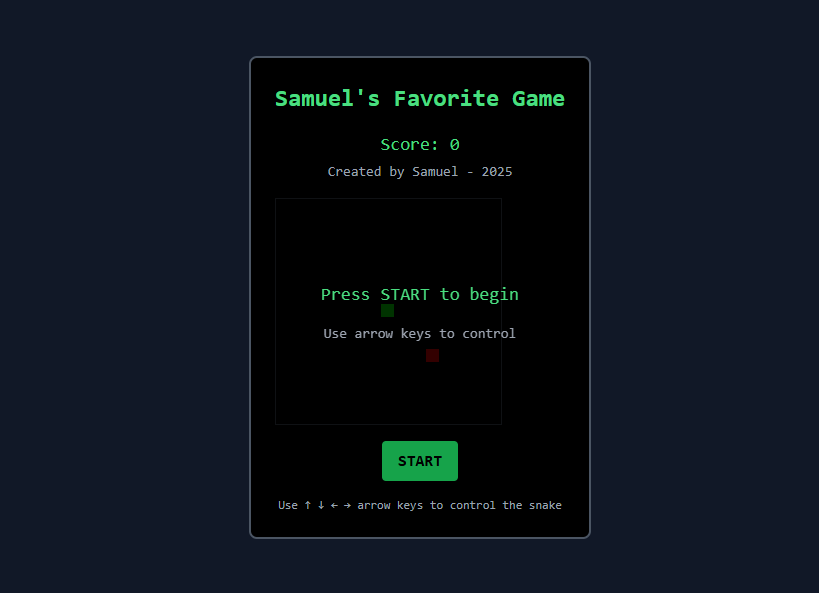 Samuel's Favorite Game
Score: 0
Created by Samuel - 2025
Press START to begin
Use arrow keys to control
START
Use ↑ ↓ ← → arrow keys to control the snake